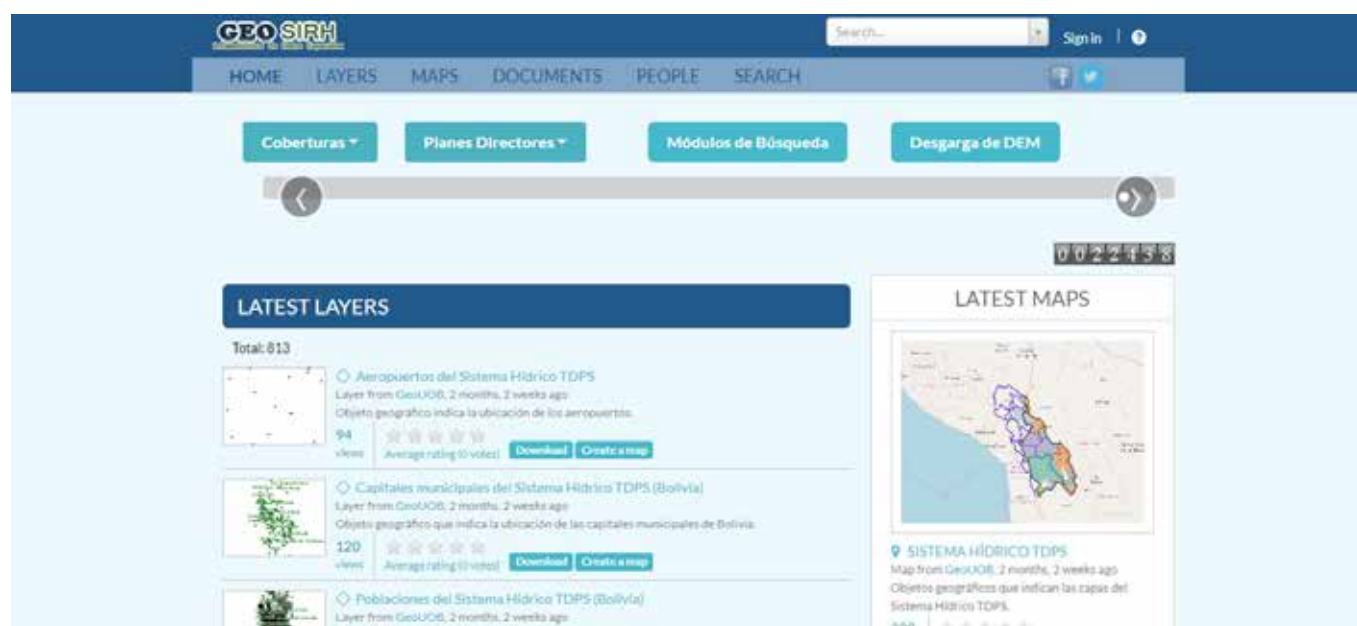 GEO SIRH
Search... Sign in | ?
HOME LAYERS MAPS DOCUMENTS PEOPLE SEARCH
Coberturas Planes Directores Módulos de Búsqueda Desgarga de DEM
0022438
LATEST LAYERS
Total: 813
Aeropuertos del Sistema Hídrico TDPS
Layer from GeoUOB, 2 months, 2 weeks ago
Objeto geográfico indica la ubicación de los aeropuertos.
94
views Average rating (0 votes) Download Create a map
Capitales municipales del Sistema Hídrico TDPS (Bolivia)
Layer from GeoUOB, 2 months, 2 weeks ago
Objeto geográfico que indica la ubicación de las capitales municipales de Bolivia.
120
views Average rating (0 votes) Download Create a map
Poblaciones del Sistema Hídrico TDPS (Bolivia)
Layer from GeoUOB, 2 months, 2 weeks ago
LATEST MAPS
SISTEMA HÍDRICO TDPS
Map from GeoUOB, 2 months, 2 weeks ago
Objetos geográficos que indican las capas del
Sistema Hídrico TDPS.